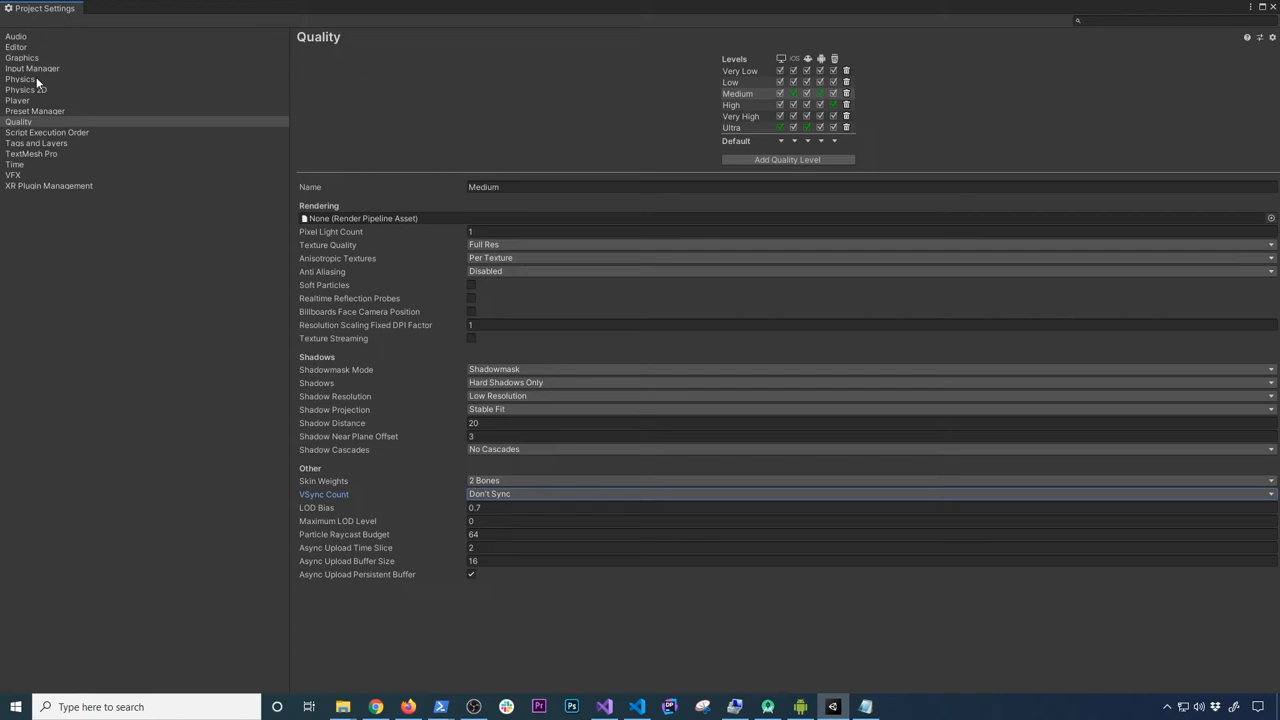 Project Settings
Audio
Editor
Graphics
Input Manager
Physics
Physics 2D
Player
Preset Manager
Quality
Script Execution Order
Tags and Layers
TextMesh Pro
Time
VFX
XR Plugin Management
Quality
Levels
iOS
Very Low
Low
Medium
High
Very High
Ultra
Default
Add Quality Level
Name Medium
Rendering
None (Render Pipeline Asset)
Pixel Light Count 1
Texture Quality Full Res
Anisotropic Textures Per Texture
Anti Aliasing Disabled
Soft Particles
Realtime Reflection Probes
Billboards Face Camera Position
Resolution Scaling Fixed DPI Factor 1
Texture Streaming
Shadows
Shadowmask Mode Shadowmask
Shadows Hard Shadows Only
Shadow Resolution Low Resolution
Shadow Projection Stable Fit
Shadow Distance 20
Shadow Near Plane Offset 3
Shadow Cascades No Cascades
Other
Skin Weights 2 Bones
VSync Count Don't Sync
LOD Bias 0.7
Maximum LOD Level 0
Particle Raycast Budget 64
Async Upload Time Slice 2
Async Upload Buffer Size 16
Async Upload Persistent Buffer
Type here to search
Pr
Ps
DP